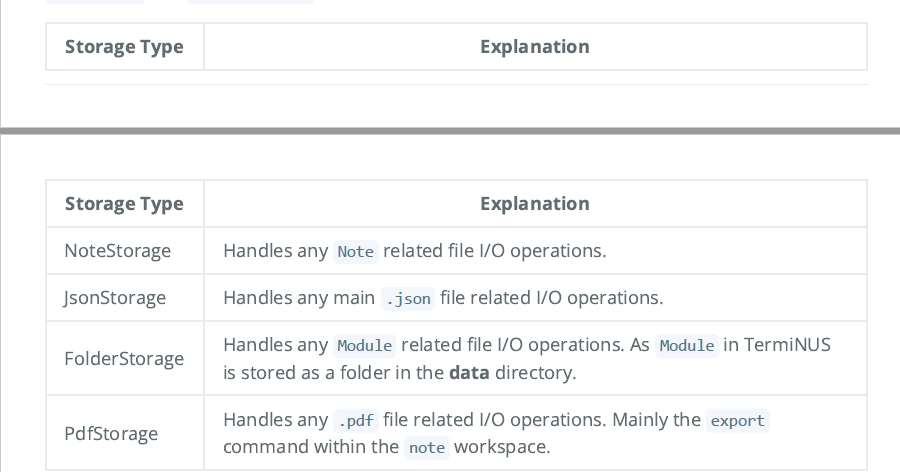 Storage Type Explanation
Storage Type Explanation
NoteStorage Handles any Note related file I/O operations.
JsonStorage Handles any main .json file related I/O operations.
FolderStorage Handles any Module related file I/O operations. As Module in TermiNUS
is stored as a folder in the data directory.
PdfStorage Handles any .pdf file related I/O operations. Mainly the export
command within the note workspace.